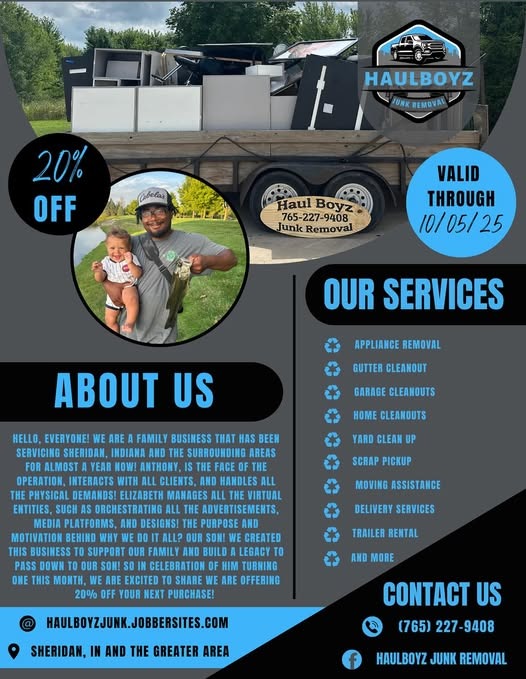 HAULBOYZ
JUNK REMOVAL
20%
OFF
VALID
THROUGH
10/05/25
Cabela's
Haul Boyz
765-227-9408
Junk Removal
OUR SERVICES
APPLIANCE REMOVAL
GUTTER CLEANOUT
GARAGE CLEANOUTS
HOME CLEANOUTS
YARD CLEAN UP
SCRAP PICKUP
MOVING ASSISTANCE
DELIVERY SERVICES
TRAILER RENTAL
AND MORE
ABOUT US
HELLO, EVERYONE! WE ARE A FAMILY BUSINESS THAT HAS BEEN
SERVICING SHERIDAN, INDIANA AND THE SURROUNDING AREAS
FOR ALMOST A YEAR NOW! ANTHONY, IS THE FACE OF THE
OPERATION, INTERACTS WITH ALL CLIENTS, AND HANDLES ALL
THE PHYSICAL DEMANDS! ELIZABETH MANAGES ALL THE VIRTUAL
ENTITIES, SUCH AS ORCHESTRATING ALL THE ADVERTISEMENTS,
MEDIA PLATFORMS, AND DESIGNS! THE PURPOSE AND
MOTIVATION BEHIND WHY WE DO IT ALL? OUR SON! WE CREATED
THIS BUSINESS TO SUPPORT OUR FAMILY AND BUILD A LEGACY TO
PASS DOWN TO OUR SON! SO IN CELEBRATION OF HIM TURNING
ONE THIS MONTH, WE ARE EXCITED TO SHARE WE ARE OFFERING
20% OFF YOUR NEXT PURCHASE!
HAULBOYZJUNK.JOBBERSITES.COM
SHERIDAN, IN AND THE GREATER AREA
CONTACT US
(765) 227-9408
HAULBOYZ JUNK REMOVAL